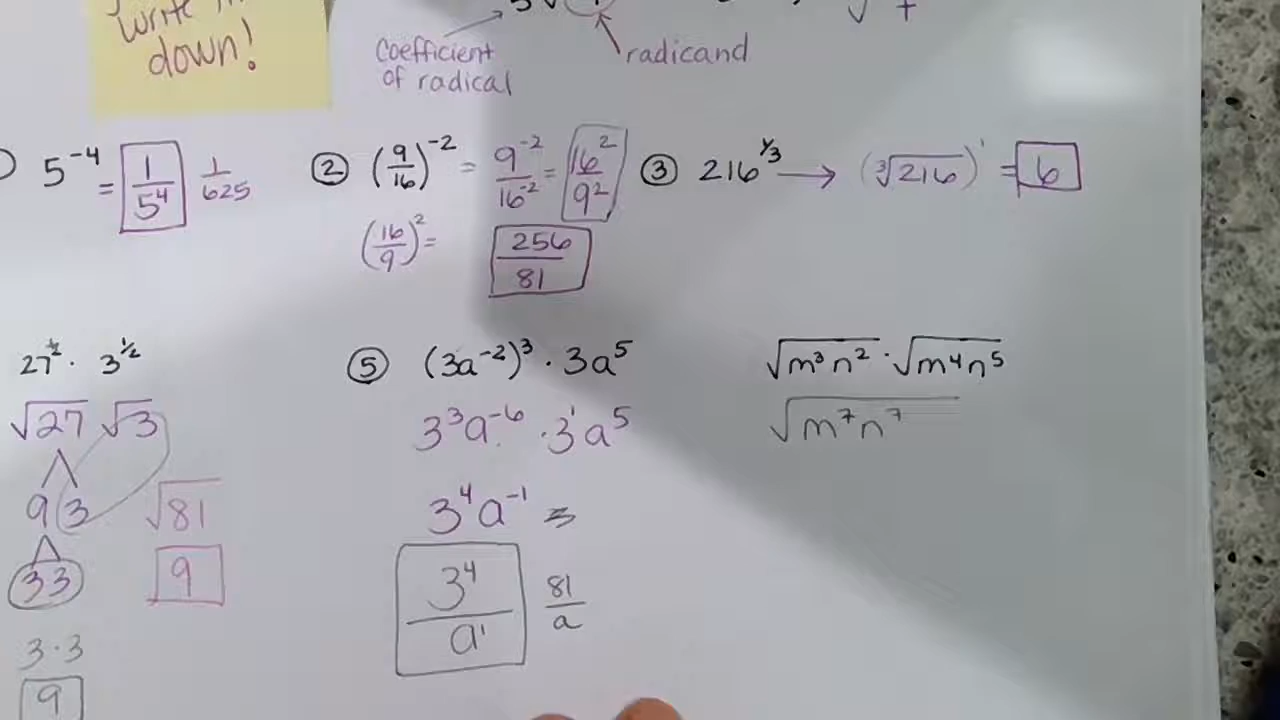 Write
down!
Coefficient
of radical
radicand
5⁻⁴ = 1/5⁴ 1/625
② (9/16)⁻² = 9⁻²/16⁻² = 16²/9²
(16/9)² = 256/81
③ 216^⅓ → (∛216)¹ = 6
27^½ · 3^½
√27 √3
9 3
√81
33
9
3·3
9
⑤ (3a⁻²)³ · 3a⁵
3³a⁻⁶ · 3¹a⁵
3⁴a⁻¹ =
3⁴/a¹ 81/a
√m³n² · √m⁴n⁵
√m⁷n⁷